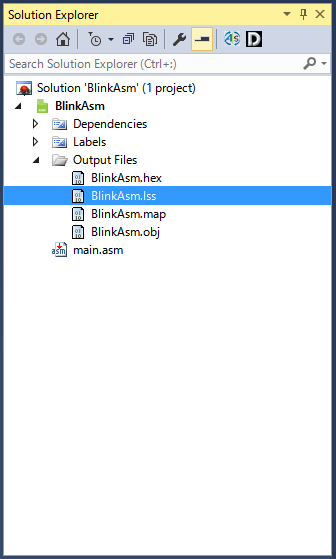 Solution Explorer
Search Solution Explorer (Ctrl+:)
Solution 'BlinkAsm' (1 project)
BlinkAsm
Dependencies
Labels
Output Files
BlinkAsm.hex
BlinkAsm.lss
BlinkAsm.map
BlinkAsm.obj
asm main.asm